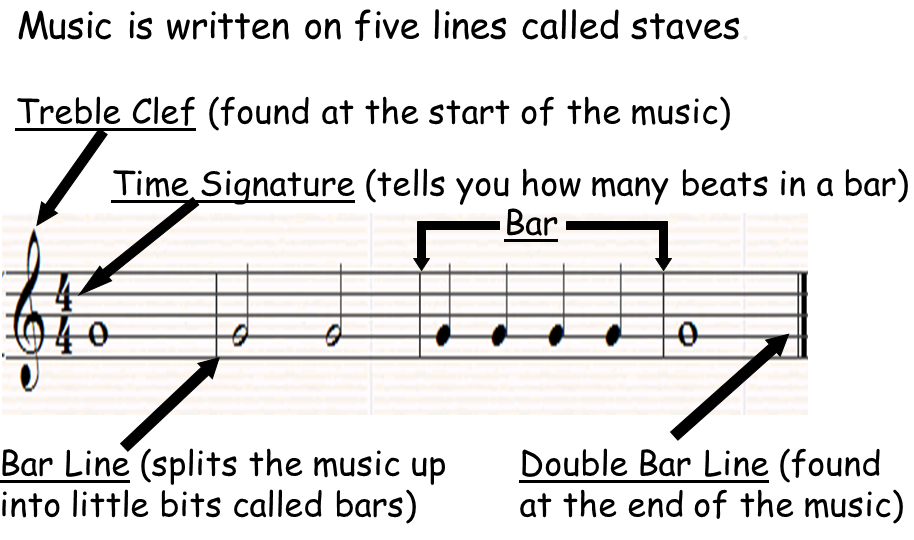 Music is written on five lines called staves.
Treble Clef (found at the start of the music)
Time Signature (tells you how many beats in a bar)
Bar
4
4
Bar Line (splits the music up
into little bits called bars)
Double Bar Line (found
at the end of the music)